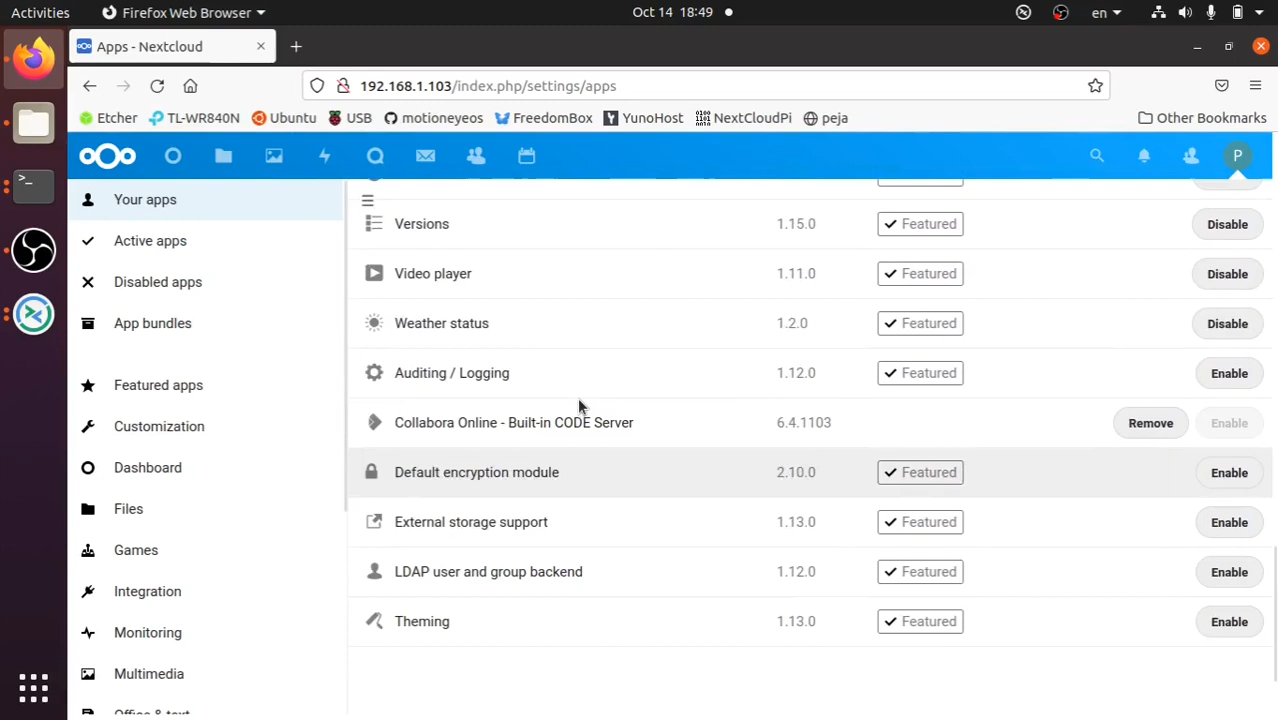 Activities
Firefox Web Browser
Oct 14 18:49
en
Apps - Nextcloud
192.168.1.103/index.php/settings/apps
Etcher
TL-WR840N
Ubuntu
USB
motioneyeos
FreedomBox
YunoHost
NextCloudPi
peja
Other Bookmarks
P
Your apps
Active apps
Disabled apps
App bundles
Featured apps
Customization
Dashboard
Files
Games
Integration
Monitoring
Multimedia
Office & text
Versions 1.15.0 Featured Disable
Video player 1.11.0 Featured Disable
Weather status 1.2.0 Featured Disable
Auditing / Logging 1.12.0 Featured Enable
Collabora Online - Built-in CODE Server 6.4.1103 Remove Enable
Default encryption module 2.10.0 Featured Enable
External storage support 1.13.0 Featured Enable
LDAP user and group backend 1.12.0 Featured Enable
Theming 1.13.0 Featured Enable